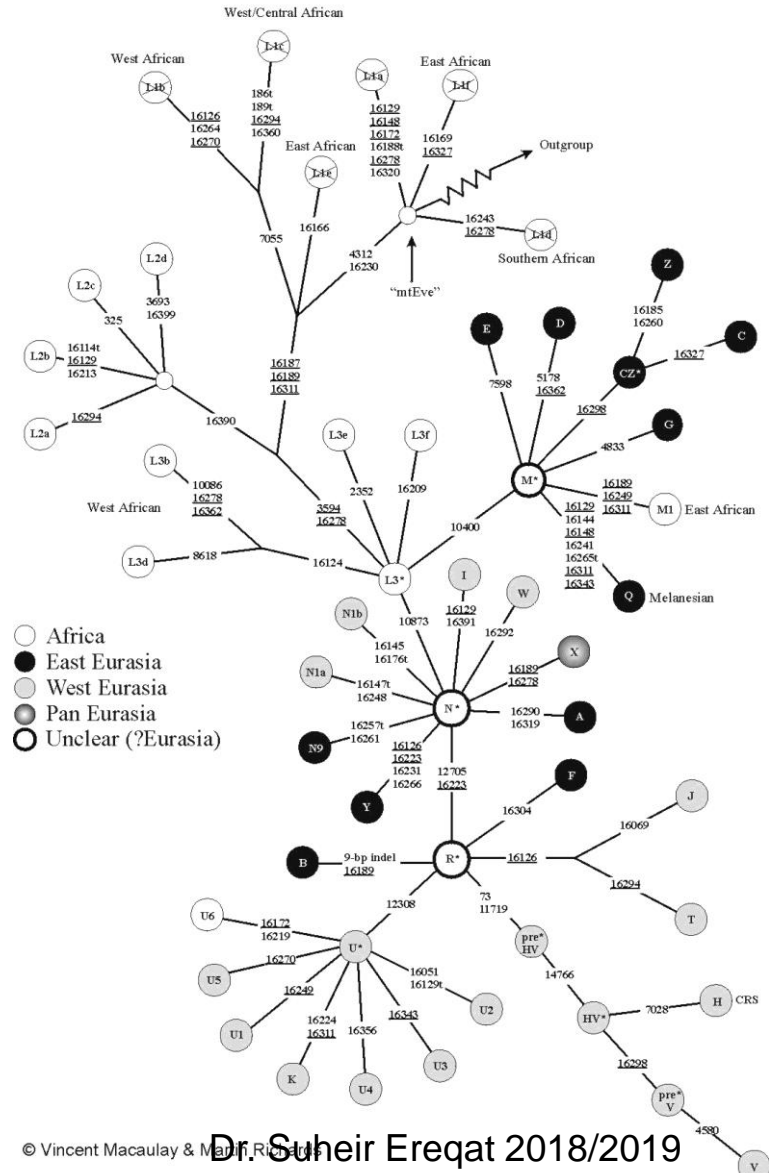 West/Central African
L1c
West African
L1b
16126
16264
16270
186t
189t
16294
16360
L1a
16129
16148
16172
16188t
16278
16320
East African
L1f
16169
16327
Outgroup
East African
L1e
16166
7055
4312
16230
"mtEve"
16243
16278
L1d
Southern African
L2d
3693
16399
L2c
325
L2b
16114t
16129
16213
L2a
16294
16390
16187
16189
16311
3594
16278
L3b
10086
16278
16362
West African
L3d
8618
16124
L3e
2352
L3f
16209
L3*
10400
10873
E
7598
D
5178
16362
Z
16185
16260
CZ*
16327
C
16298
G
4833
M*
16189
16249
16311
M1
East African
16129
16144
16148
16241
16265t
16311
16343
Q
Melanesian
Africa
East Eurasia
West Eurasia
Pan Eurasia
Unclear (?Eurasia)
N1b
16145
16176t
I
16129
16391
W
16292
X
16189
16278
N1a
16147t
16248
N*
16290
16319
A
N9
16257t
16261
Y
16126
16223
16231
16266
12705
16223
F
16304
J
16069
B
9-bp indel
16189
R*
16126
16294
T
12308
73
11719
U6
16172
16219
U*
pre*
HV
U5
16270
16051
16129t
U2
14766
U1
16249
16224
16311
K
16356
U4
16343
U3
HV*
7028
H
CRS
16298
pre*
V
4580
V
© Vincent Macaulay & Martin Richards
Dr. Suheir Ereqat 2018/2019